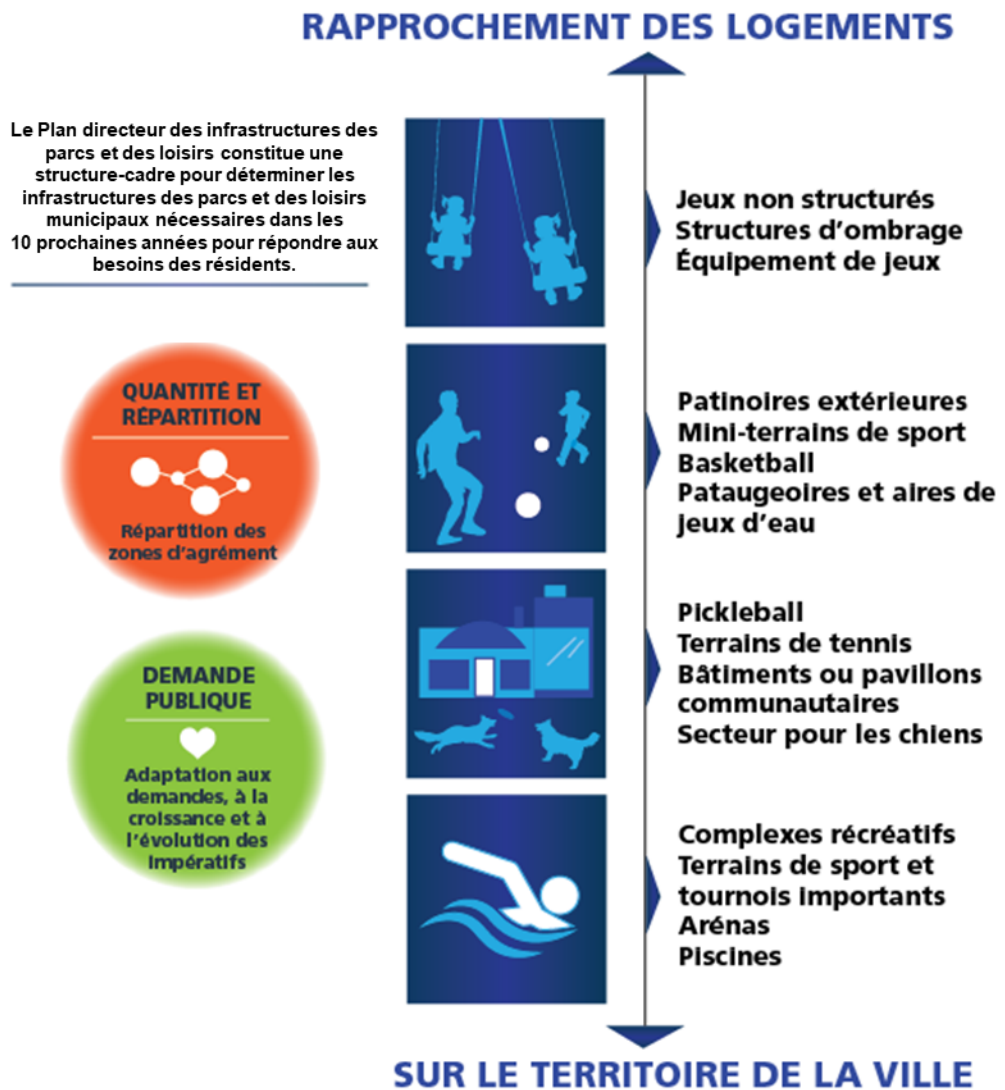 RAPPROCHEMENT DES LOGEMENTS
Le Plan directeur des infrastructures des
parcs et des loisirs constitue une
structure-cadre pour déterminer les
infrastructures des parcs et des loisirs
municipaux nécessaires dans les
10 prochaines années pour répondre aux
besoins des résidents.
Jeux non structurés
Structures d'ombrage
Équipement de jeux
QUANTITÉ ET
RÉPARTITION
Répartition des
zones d'agrément
Patinoires extérieures
Mini-terrains de sport
Basketball
Pataugeoires et aires de
jeux d'eau
DEMANDE
PUBLIQUE
Adaptation aux
demandes, à la
croissance et à
l'évolution des
impératifs
Pickleball
Terrains de tennis
Bâtiments ou pavillons
communautaires
Secteur pour les chiens
Complexes récréatifs
Terrains de sport et
tournois importants
Arénas
Piscines
SUR LE TERRITOIRE DE LA VILLE